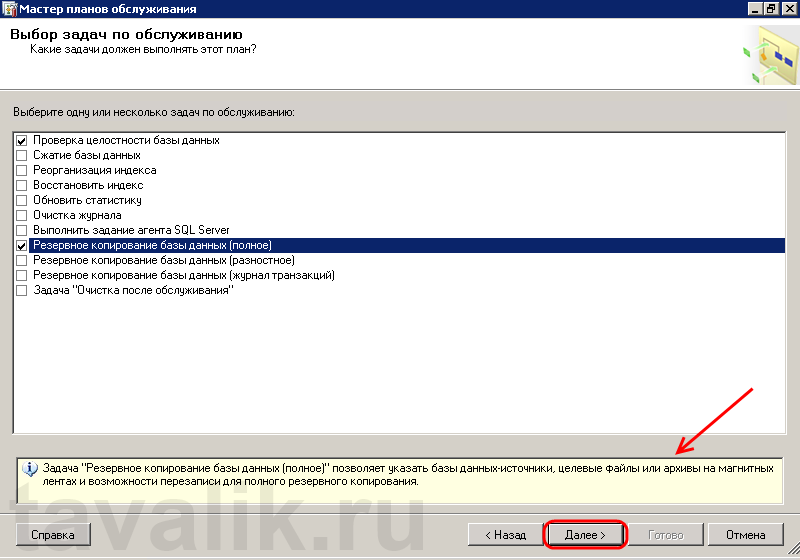 Мастер планов обслуживания
Выбор задач по обслуживанию
Какие задачи должен выполнять этот план?
Выберите одну или несколько задач по обслуживанию:
Проверка целостности базы данных
Сжатие базы данных
Реорганизация индекса
Восстановить индекс
Обновить статистику
Очистка журнала
Выполнить задание агента SQL Server
Резервное копирование базы данных (полное)
Резервное копирование базы данных (разностное)
Резервное копирование базы данных (журнал транзакций)
Задача "Очистка после обслуживания"
Задача "Резервное копирование базы данных (полное)" позволяет указать базы данных-источники, целевые файлы или архивы на магнитных
лентах и возможности перезаписи для полного резервного копирования.
tavalik.ru
Справка
< Назад
Далее >
Готово
Отмена